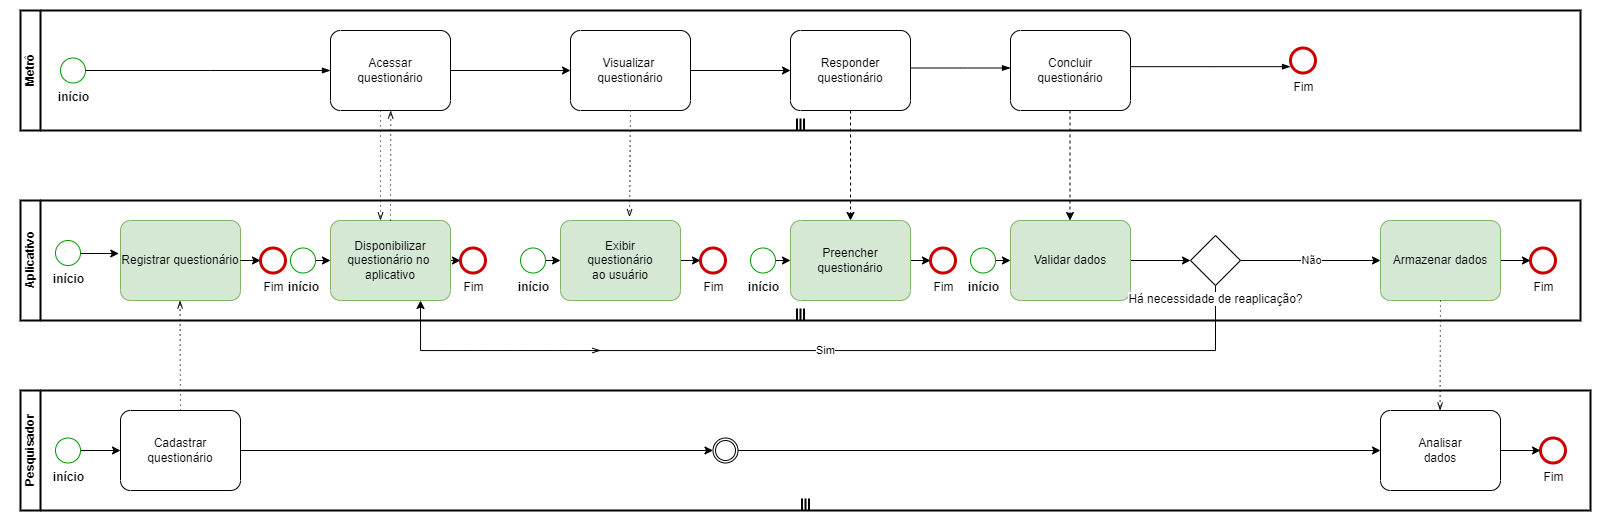 Metrô
início
Acessar
questionário
Visualizar
questionário
Responder
questionário
Concluir
questionário
Fim
Aplicativo
início
Registrar questionário
Fim
início
Disponibilizar
questionário no
aplicativo
Fim
início
Exibir
questionário
ao usuário
Fim
início
Preencher
questionário
Fim
início
Validar dados
Há necessidade de reaplicação?
Não
Armazenar dados
Fim
Sim
Pesquisador
início
Cadastrar
questionário
Analisar
dados
Fim